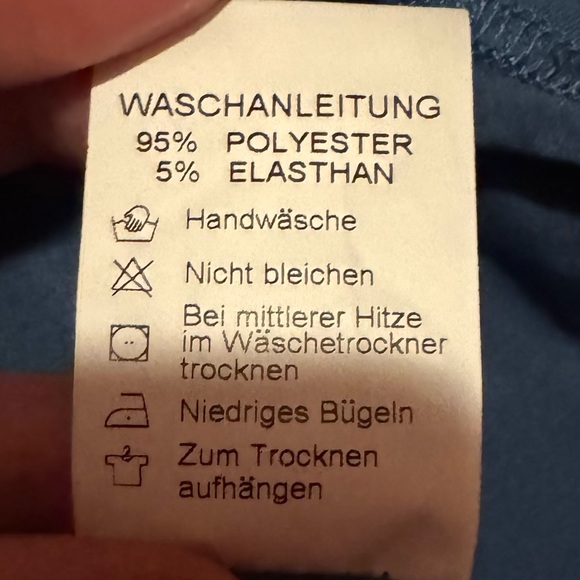 WASCHANLEITUNG
95% POLYESTER
5% ELASTHAN
Handwäsche
Nicht bleichen
Bei mittlerer Hitze
im Wäschetrockner
trocknen
Niedriges Bügeln
Zum Trocknen
aufhängen